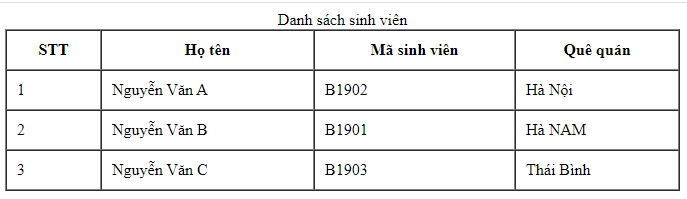 Danh sách sinh viên
STT Họ tên Mã sinh viên Quê quán
1 Nguyễn Văn A B1902 Hà Nội
2 Nguyễn Văn B B1901 Hà NAM
3 Nguyễn Văn C B1903 Thái Bình